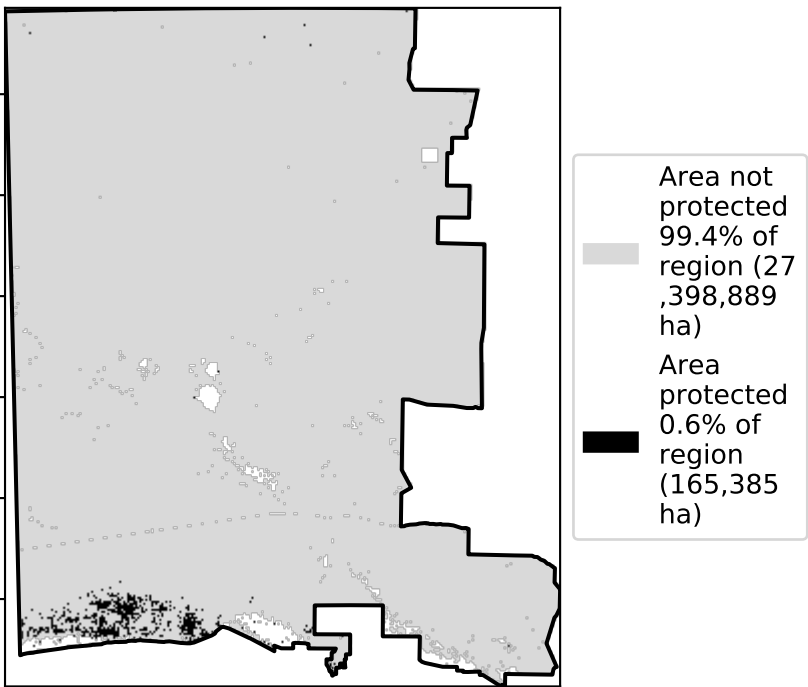 Area not
protected
99.4% of
region (27
,398,889
ha)
Area
protected
0.6% of
region
(165,385
ha)